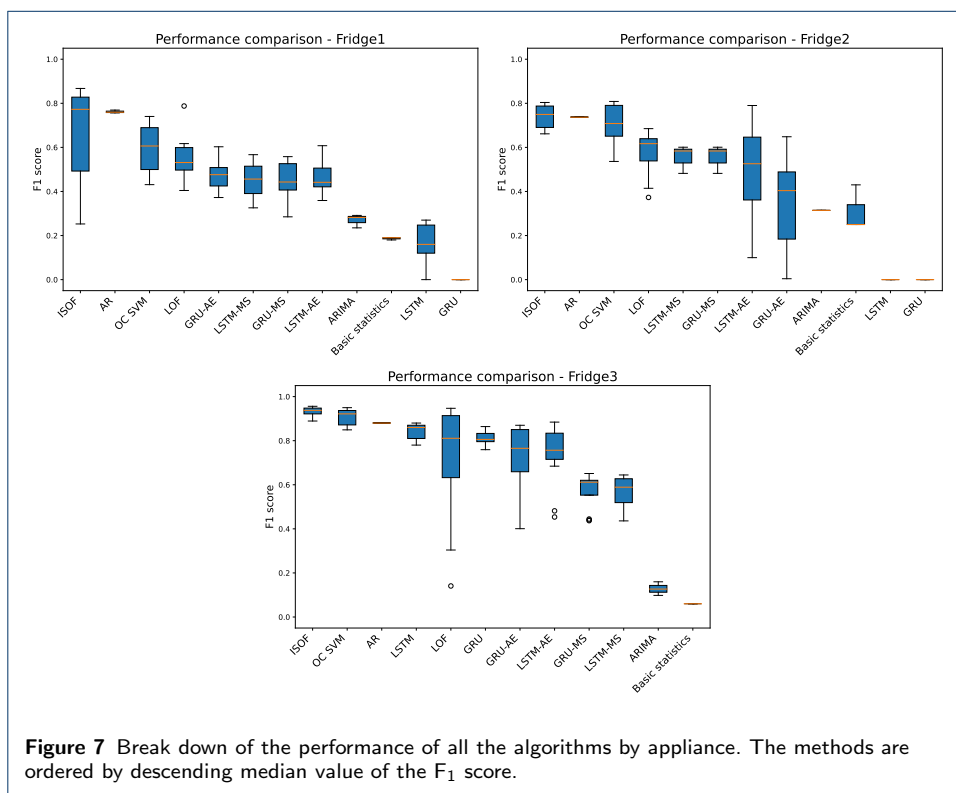 Performance comparison - Fridge1
F1 score
1.0
0.8
0.6
0.4
0.2
0.0
ISOF
AR
OC SVM
LOF
GRU-AE
LSTM-MS
GRU-MS
LSTM-AE
ARIMA
Basic statistics
LSTM
GRU
Performance comparison - Fridge2
F1 score
1.0
0.8
0.6
0.4
0.2
0.0
ISOF
AR
OC SVM
LOF
LSTM-MS
GRU-MS
LSTM-AE
GRU-AE
ARIMA
Basic statistics
LSTM
GRU
Performance comparison - Fridge3
F1 score
1.0
0.8
0.6
0.4
0.2
0.0
ISOF
OC SVM
AR
LSTM
LOF
GRU
GRU-AE
LSTM-AE
GRU-MS
LSTM-MS
ARIMA
Basic statistics
Figure 7 Break down of the performance of all the algorithms by appliance. The methods are
ordered by descending median value of the F₁ score.